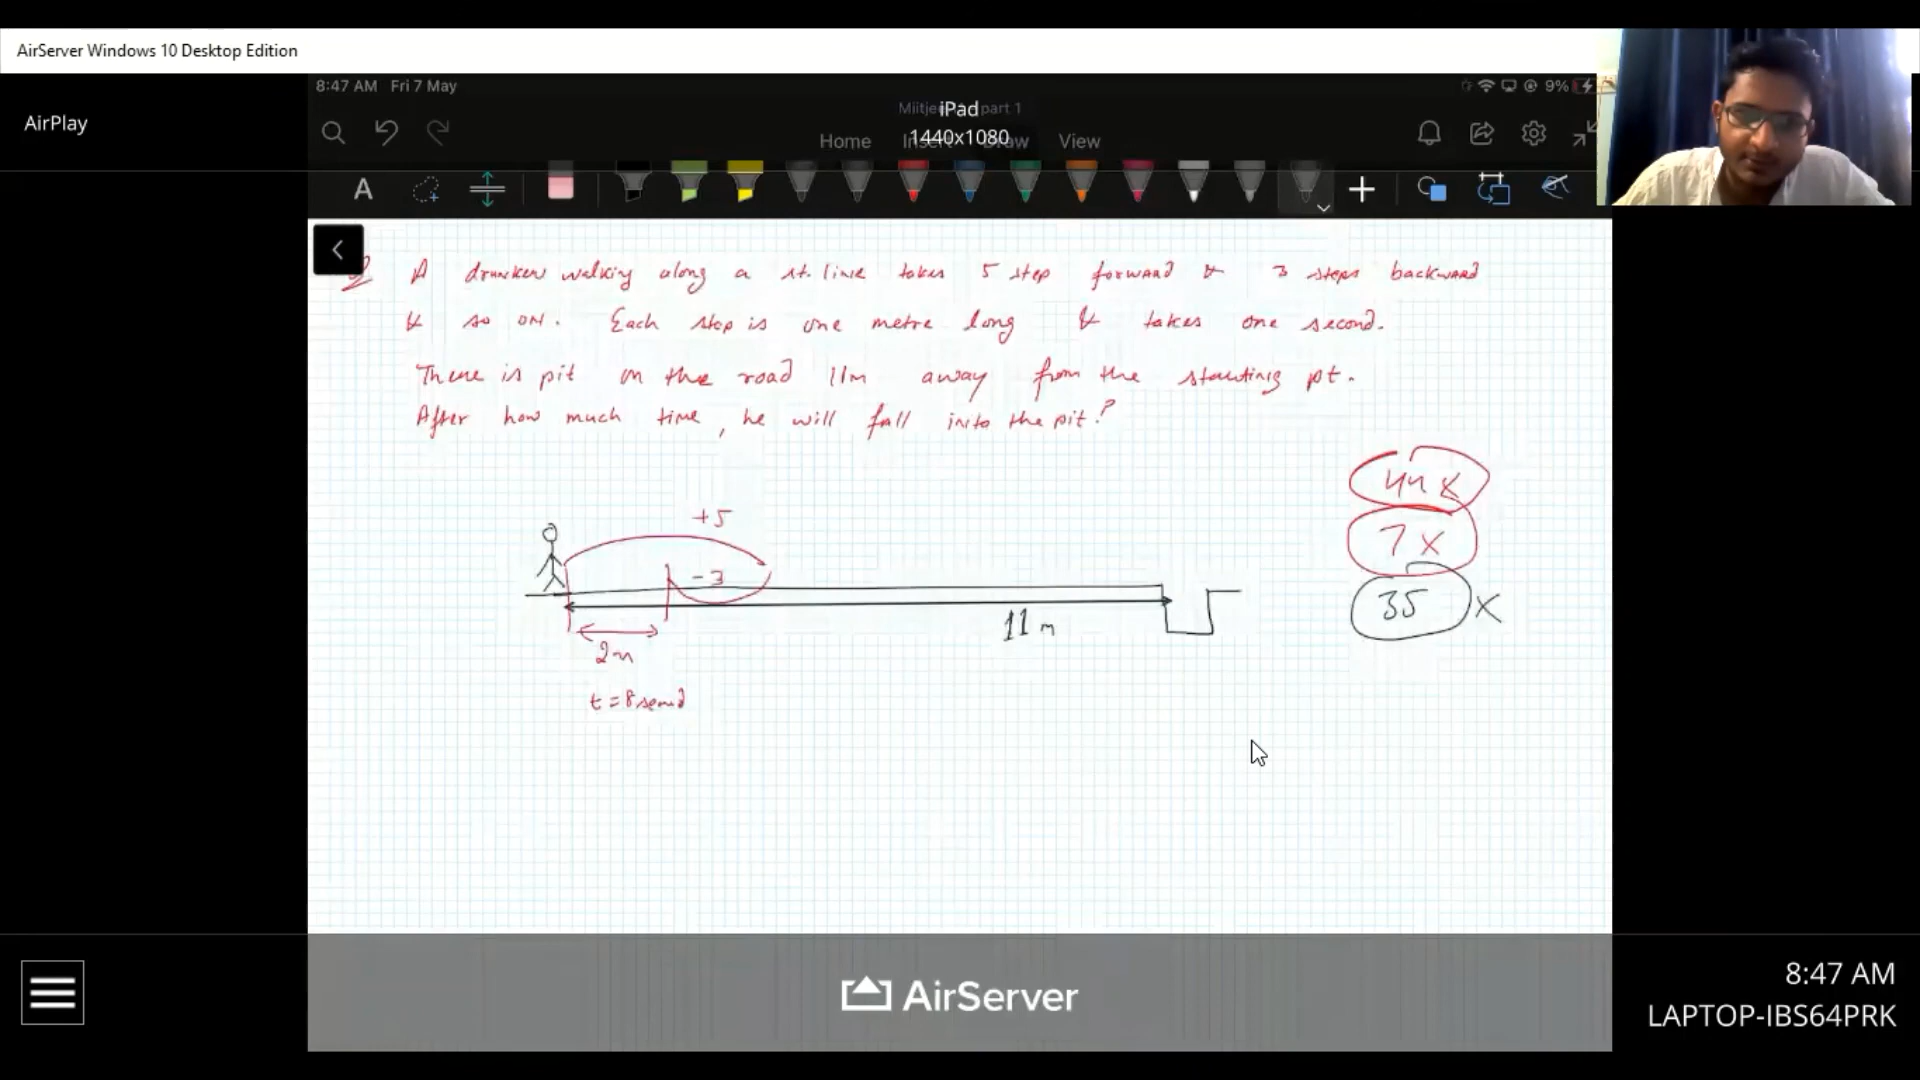 AirServer Windows 10 Desktop Edition
AirPlay
8:47 AM Fri 7 May
9%
part 1
iPad
1440x1080
Home
Draw
View
A
Q A drunken walking along a st. line takes 5 step forward & 3 steps backward
& so on. Each step is one metre long & takes one second.
There is pit on the road 11m away from the starting pt.
After how much time, he will fall into the pit?
44 x
+5
7 x
-3
35 x
11 m
2m
t = 8 second
AirServer
8:47 AM
LAPTOP-IBS64PRK